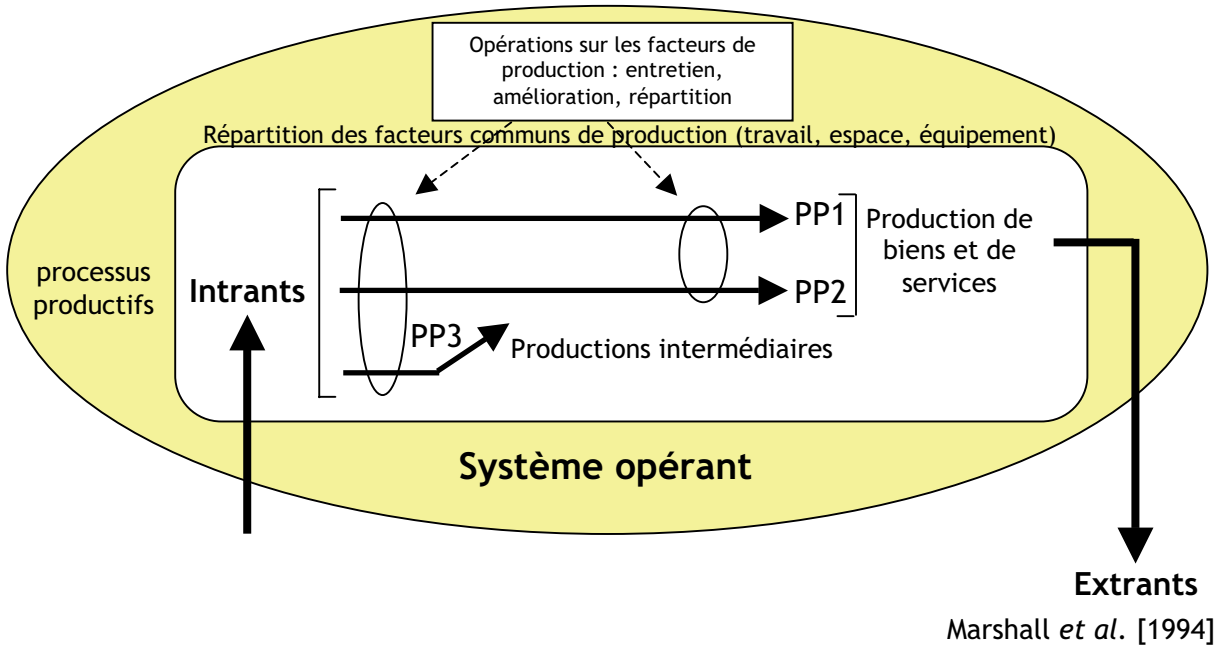 Opérations sur les facteurs de
production : entretien,
amélioration, répartition
Répartition des facteurs communs de production (travail, espace, équipement)
processus
productifs
Intrants
PP1
PP2
PP3
Productions intermédiaires
Production de
biens et de
services
Système opérant
Extrants
Marshall et al. [1994]